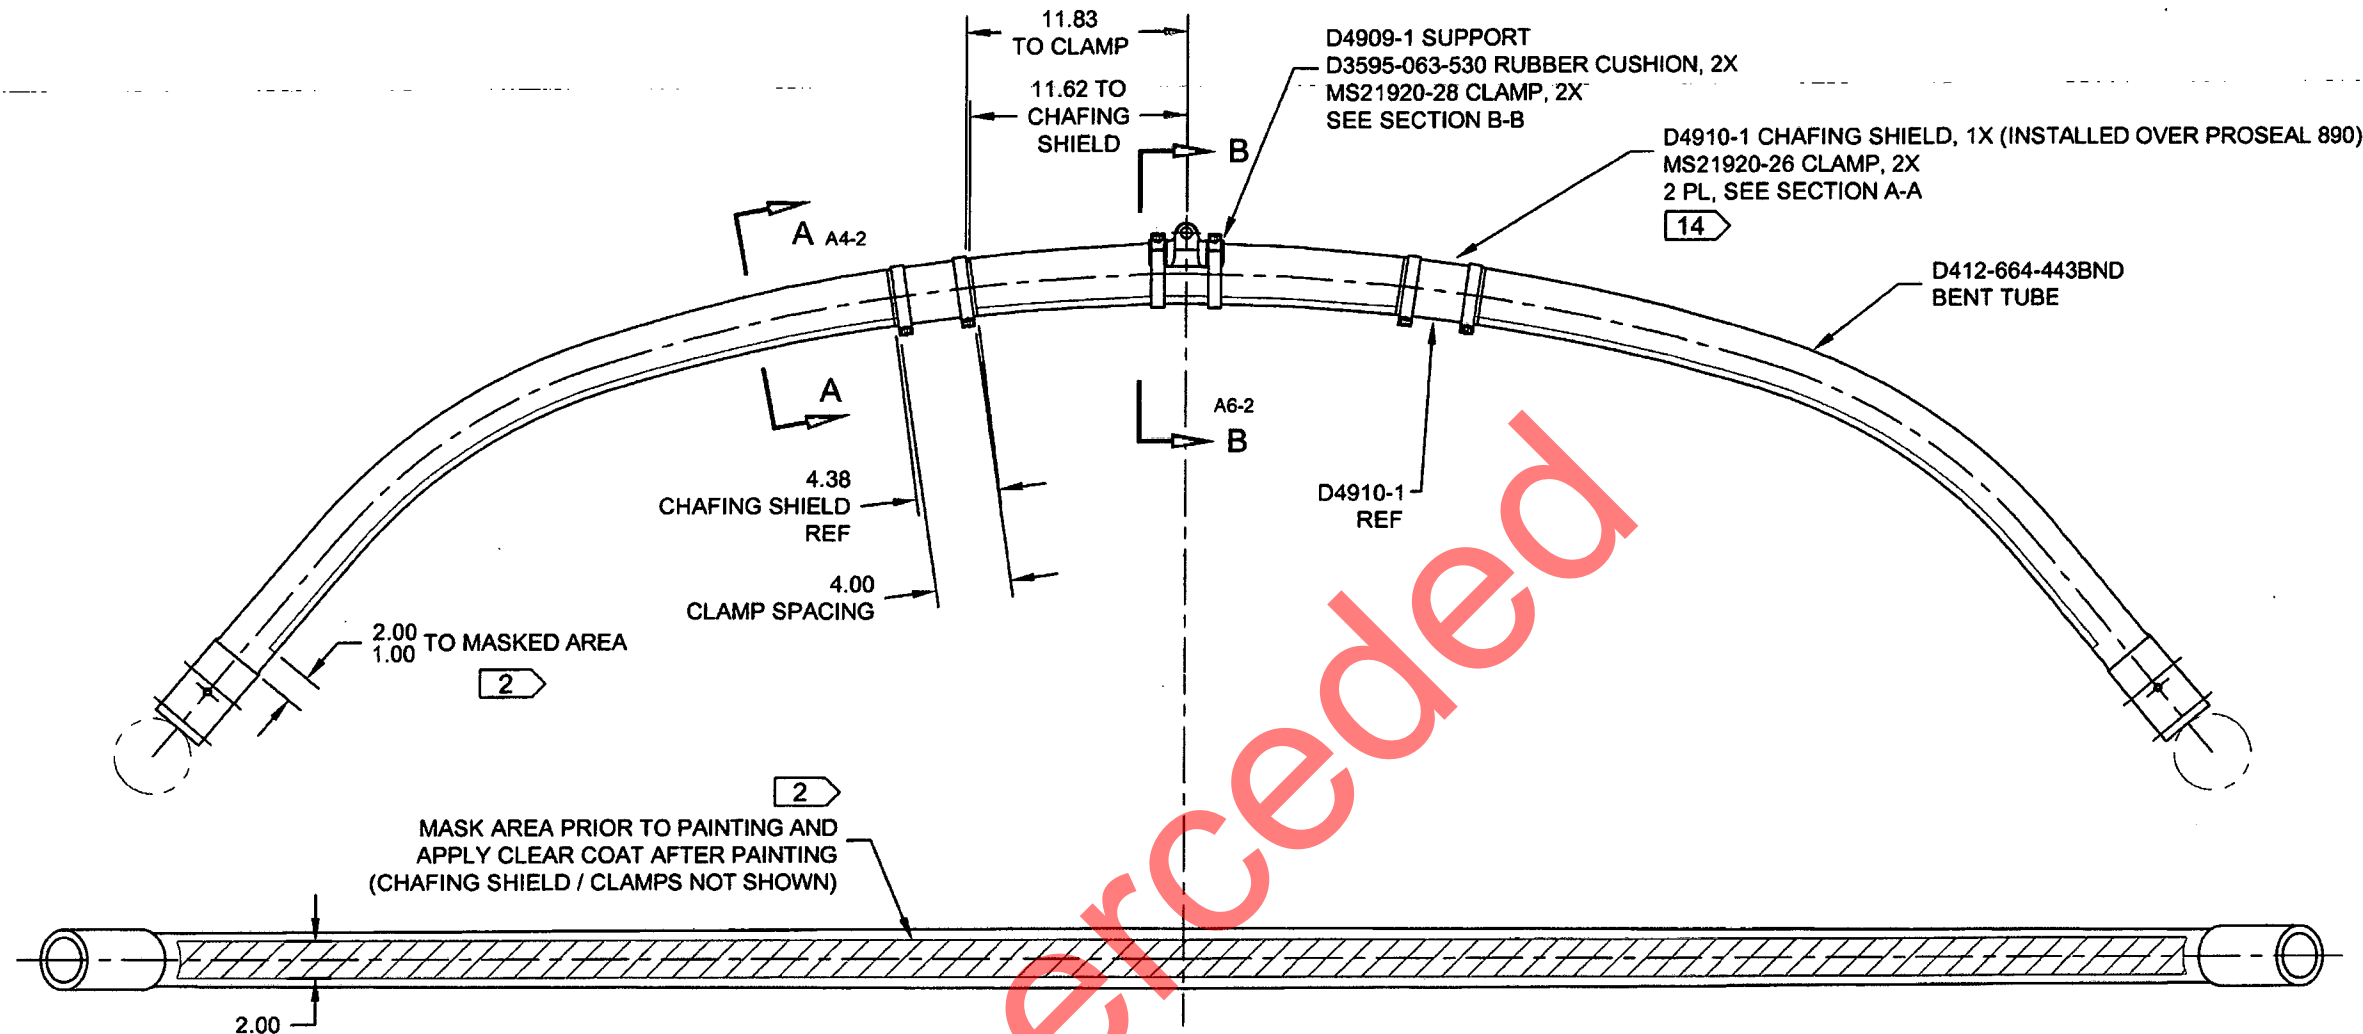 11.83
TO CLAMP
11.62 TO
CHAFING
SHIELD
D4909-1 SUPPORT
D3595-063-530 RUBBER CUSHION, 2X
MS21920-28 CLAMP, 2X
SEE SECTION B-B
D4910-1 CHAFING SHIELD, 1X (INSTALLED OVER PROSEAL 890)
MS21920-26 CLAMP, 2X
2 PL, SEE SECTION A-A
14
B
A A4-2
D412-664-443BND
BENT TUBE
A
A6-2
B
4.38
CHAFING SHIELD
REF
D4910-1
REF
4.00
CLAMP SPACING
2.00
1.00
TO MASKED AREA
2
2
MASK AREA PRIOR TO PAINTING AND
APPLY CLEAR COAT AFTER PAINTING
(CHAFING SHIELD / CLAMPS NOT SHOWN)
2.00
erceded